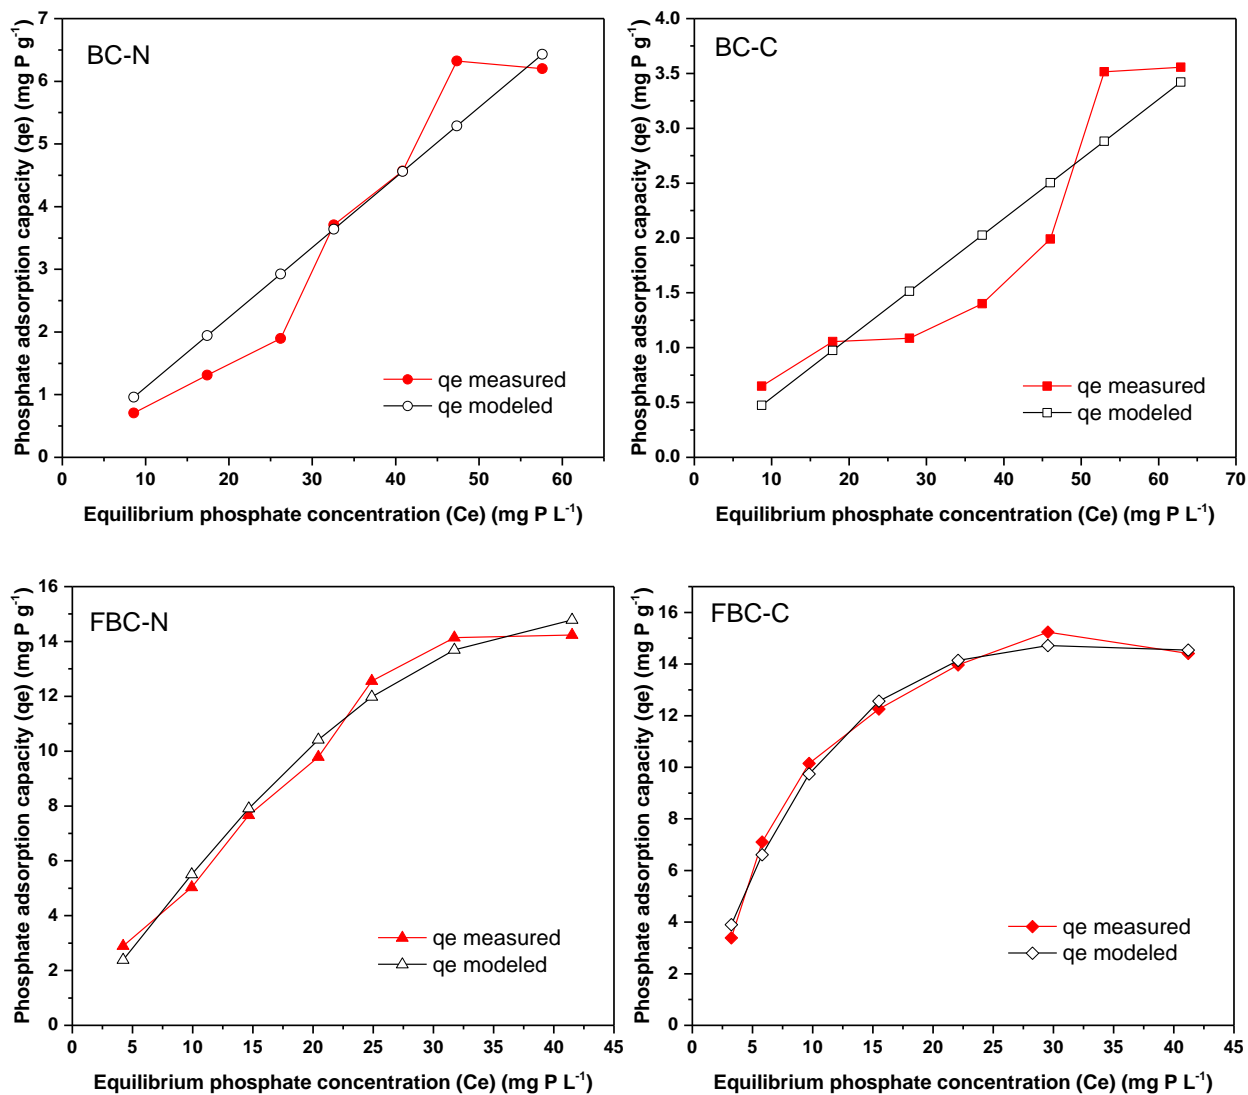 BC-N
Phosphate adsorption capacity (qe) (mg P g⁻¹)
7
6
5
4
3
2
1
0
qe measured
qe modeled
0 10 20 30 40 50 60
Equilibrium phosphate concentration (Ce) (mg P L⁻¹)
BC-C
Phosphate adsorption capacity (qe) (mg P g⁻¹)
4.0
3.5
3.0
2.5
2.0
1.5
1.0
0.5
0.0
qe measured
qe modeled
0 10 20 30 40 50 60 70
Equilibrium phosphate concentration (Ce) (mg P L⁻¹)
FBC-N
Phosphate adsorption capacity (qe) (mg P g⁻¹)
16
14
12
10
8
6
4
2
0
qe measured
qe modeled
0 5 10 15 20 25 30 35 40 45
Equilibrium phosphate concentration (Ce) (mg P L⁻¹)
FBC-C
Phosphate adsorption capacity (qe) (mg P g⁻¹)
16
14
12
10
8
6
4
2
0
qe measured
qe modeled
0 5 10 15 20 25 30 35 40 45
Equilibrium phosphate concentration (Ce) (mg P L⁻¹)